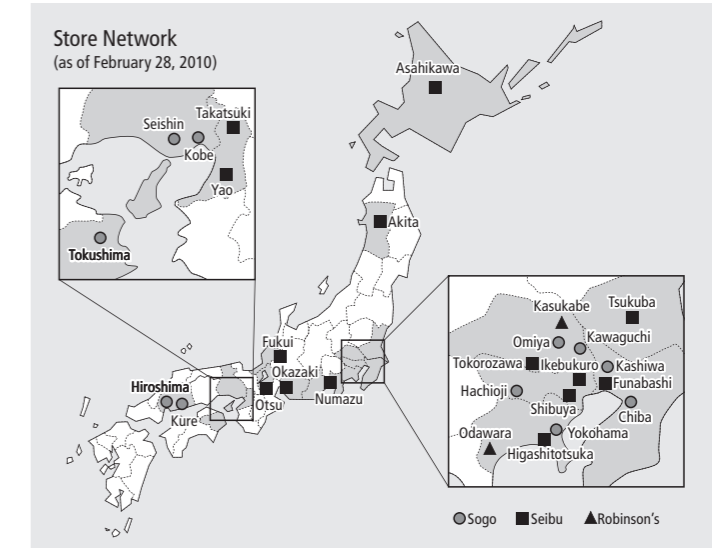 Store Network
(as of February 28, 2010)
Asahikawa
Takatsuki
Seishin
Kobe
Yao
Tokushima
Akita
Kasukabe
Tsukuba
Omiya
Kawaguchi
Tokorozawa
Ikebukuro
Kashiwa
Funabashi
Hachioji
Shibuya
Chiba
Odawara
Yokohama
Higashitotsuka
Fukui
Okazaki
Hiroshima
Otsu
Numazu
Kure
Sogo Seibu Robinson's